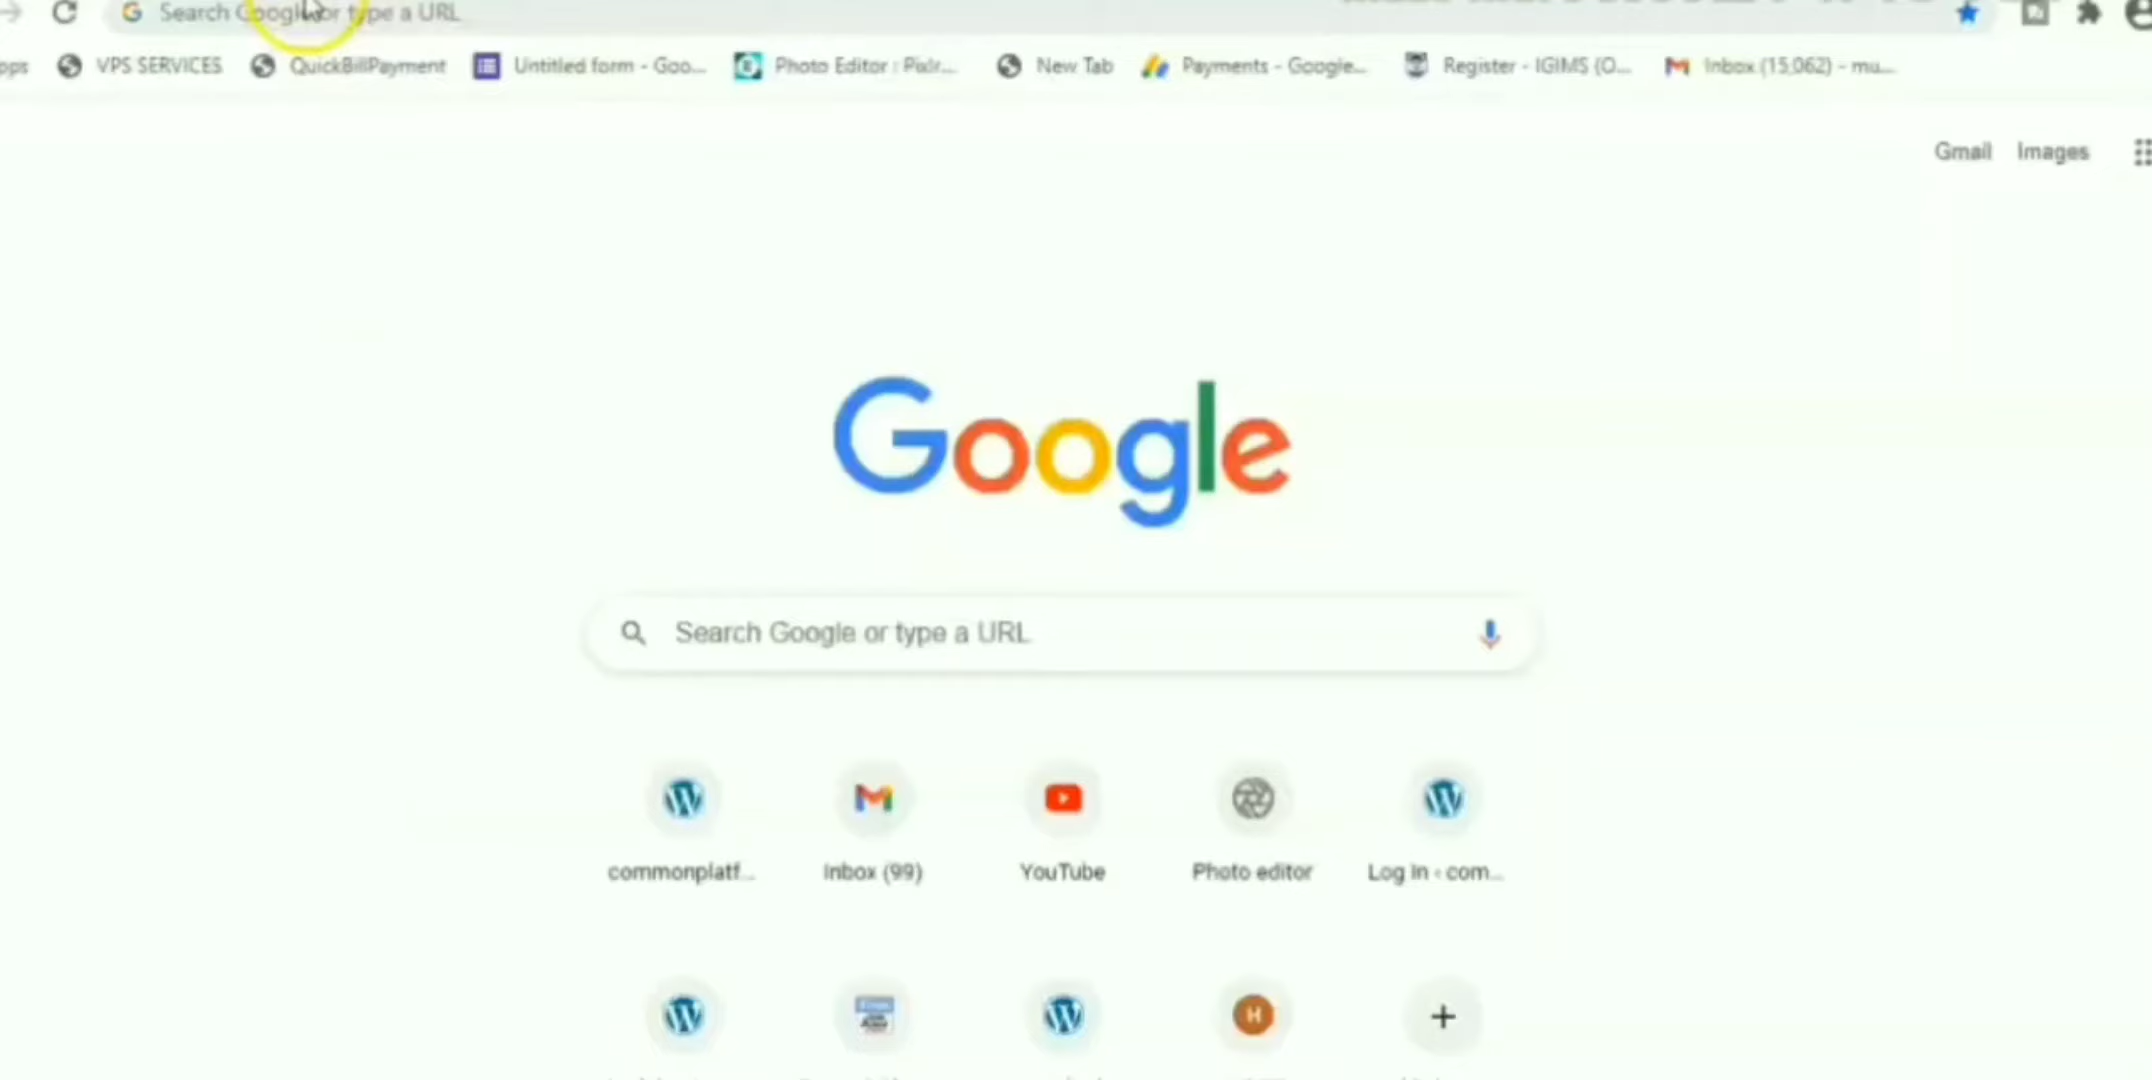 Search Google or type a URL
VPS SERVICES QuickBillPayment Untitled form - Goo... Photo Editor : Pixlr... New Tab Payments - Google... Register - IGIMS (O... Inbox (15,062) - mu...
Gmail Images
Google
Search Google or type a URL
commonplatf... Inbox (99) YouTube Photo editor Log In ‹ com...
H